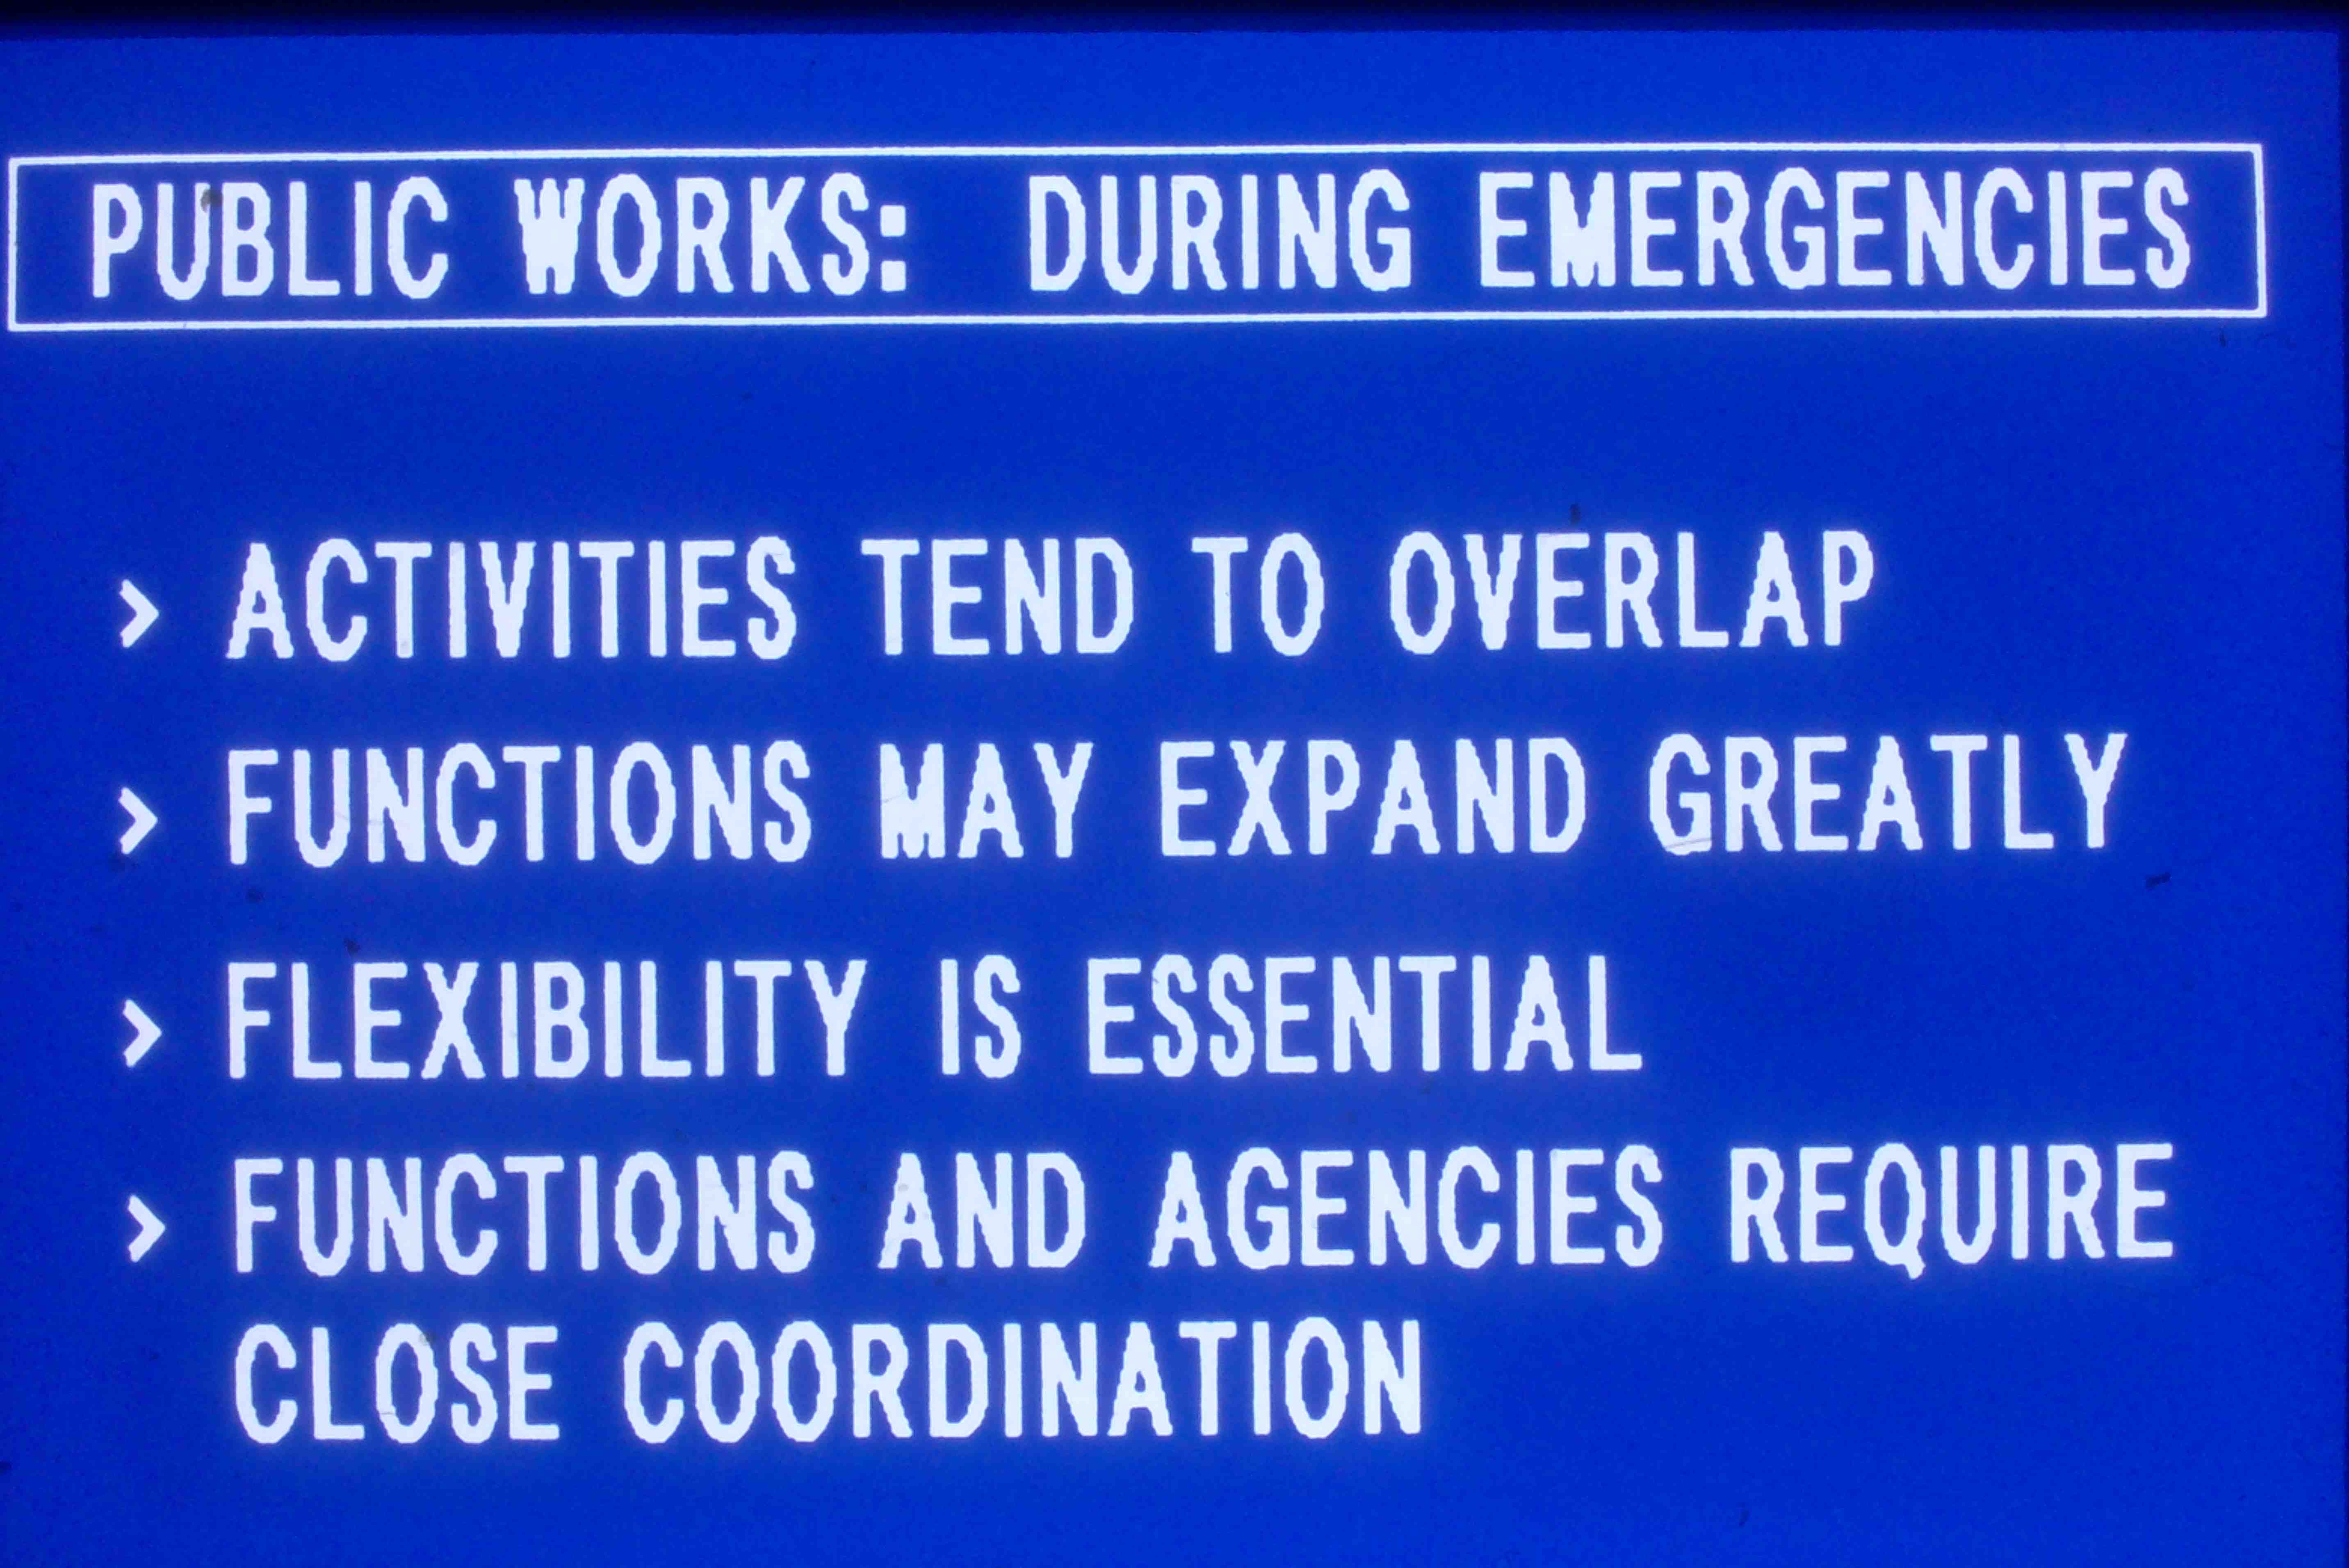 PUBLIC WORKS: DURING EMERGENCIES
> ACTIVITIES TEND TO OVERLAP
> FUNCTIONS MAY EXPAND GREATLY
> FLEXIBILITY IS ESSENTIAL
> FUNCTIONS AND AGENCIES REQUIRE
CLOSE COORDINATION